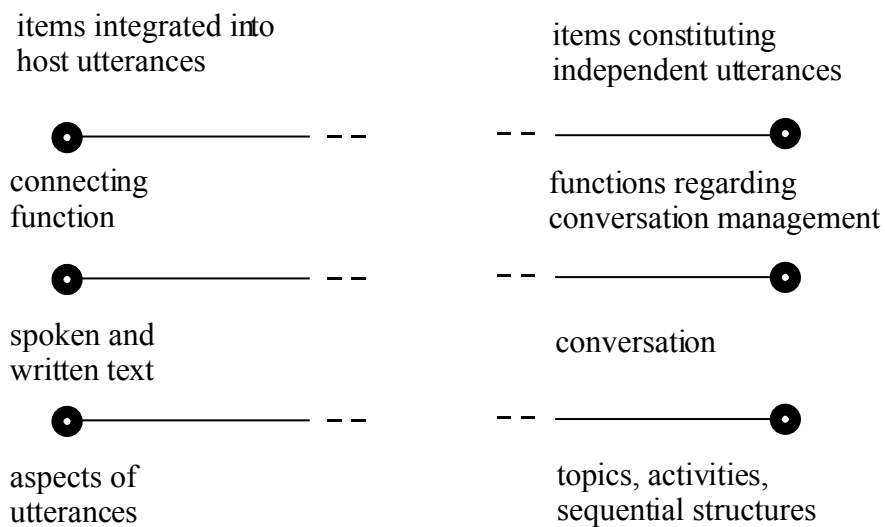 items integrated into
host utterances
items constituting
independent utterances
connecting
function
functions regarding
conversation management
spoken and
written text
conversation
aspects of
utterances
topics, activities,
sequential structures